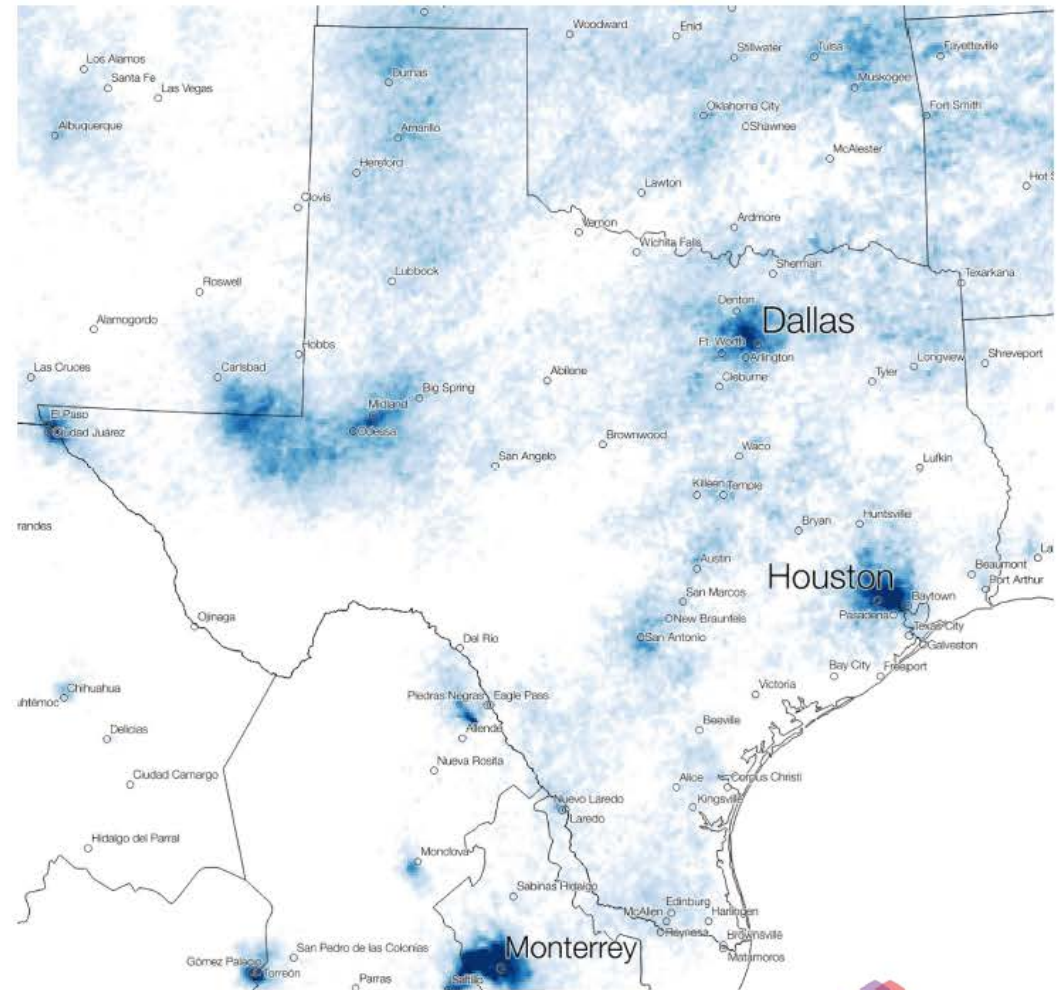 Woodward
Enid
Stillwater
Tulsa
Fayetteville
Los Alamos
Santa Fe
Las Vegas
Dumas
Muskogee
Albuquerque
Amarillo
Oklahoma City
Shawnee
Fort Smith
Hereford
McAlester
Clovis
Lawton
Hot S
Vernon
Ardmore
Wichita Falls
Roswell
Lubbock
Sherman
Texarkana
Alamogordo
Denton
Dallas
Hobbs
Ft. Worth
Arlington
Las Cruces
Carlsbad
Abilene
Cleburne
Tyler
Longview
Shreveport
Big Spring
Midland
El Paso
Ciudad Juárez
Odessa
Brownwood
San Angelo
Waco
Lufkin
Killeen
Temple
randes
Bryan
Huntsville
Austin
Houston
Beaumont
La
Port Arthur
San Marcos
Baytown
Pasadena
Ojinaga
New Braunfels
Texas City
San Antonio
Galveston
Del Rio
Bay City
Freeport
Chihuahua
uhtémoc
Piedras Negras
Eagle Pass
Victoria
Delicias
Allende
Beeville
Nueva Rosita
Ciudad Camargo
Alice
Corpus Christi
Nuevo Laredo
Kingsville
Laredo
Hidalgo del Parral
Monclova
Sabinas Hidalgo
McAllen
Edinburg
Harlingen
Reynosa
Brownsville
San Pedro de las Colonias
Monterrey
Matamoros
Gómez Palacio
Torreón
Parras
Saltillo